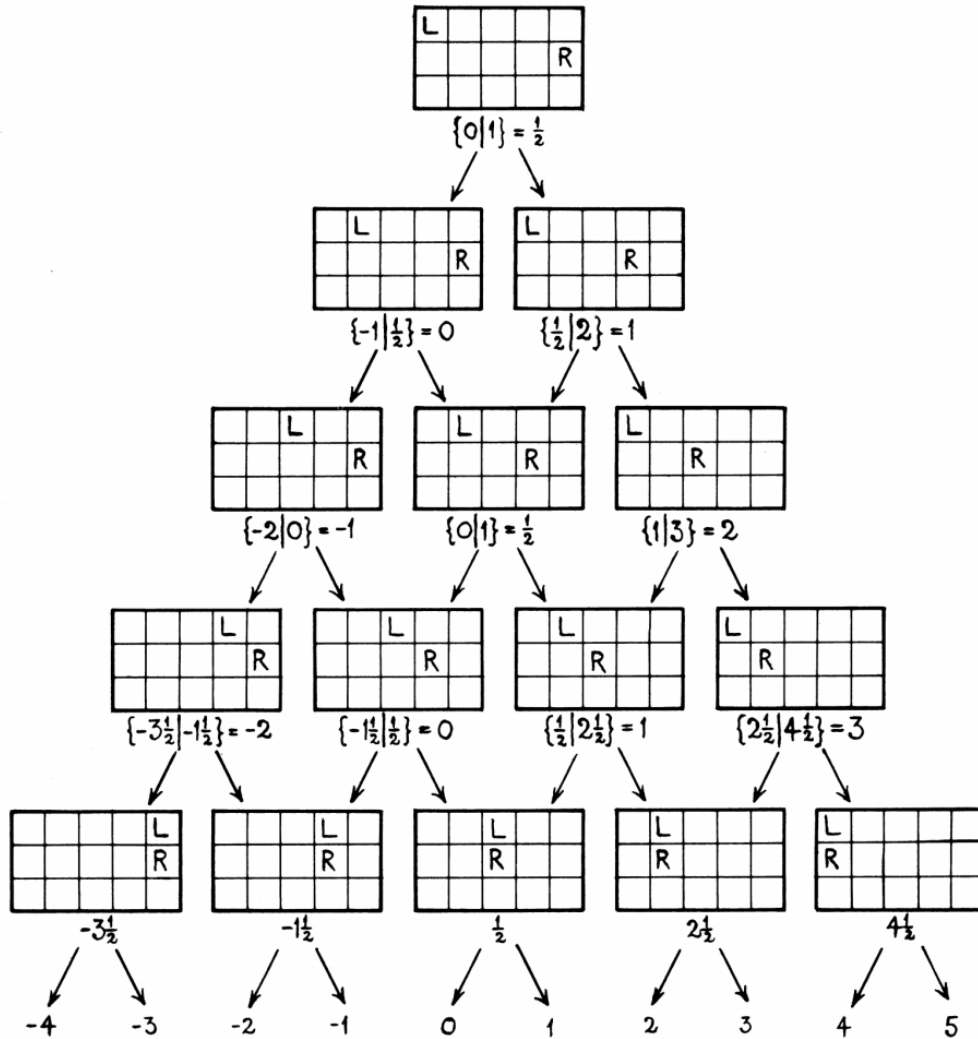 L
R
{0|1} = ½
L
R
L
R
{-1|½} = 0
{½|2} = 1
L
R
L
R
L
R
{-2|0} = -1
{0|1} = ½
{1|3} = 2
L
R
L
R
L
R
L
R
{-3½|-1½} = -2
{-1½|½} = 0
{½|2½} = 1
{2½|4½} = 3
L
R
L
R
L
R
L
R
L
R
-3½
-1½
½
2½
4½
-4 -3 -2 -1 0 1 2 3 4 5